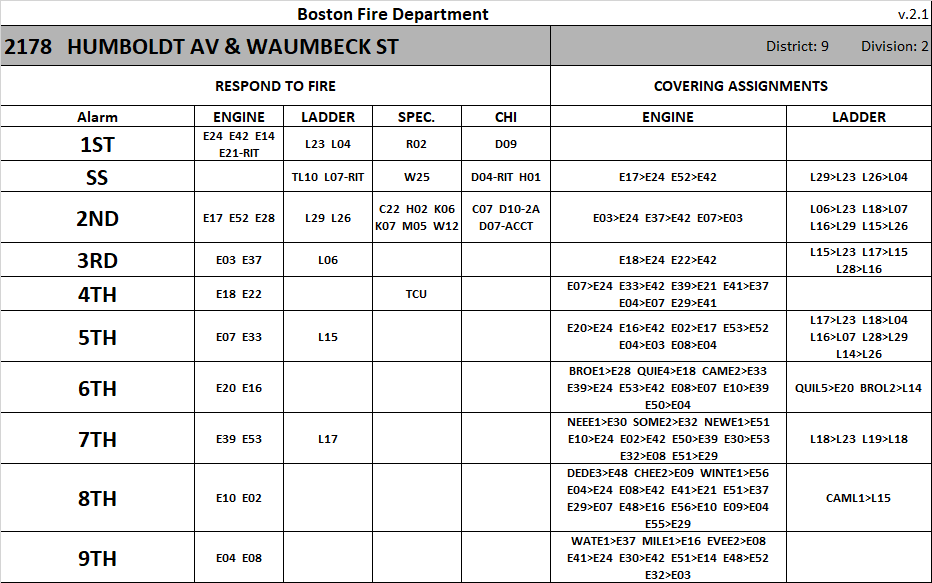 Boston Fire Department v.2.1
2178 HUMBOLDT AV & WAUMBECK ST District: 9 Division: 2
RESPOND TO FIRE COVERING ASSIGNMENTS
Alarm ENGINE LADDER SPEC. CHI ENGINE LADDER
1ST E24 E42 E14 L23 L04 R02 D09
E21-RIT
SS TL10 L07-RIT W25 D04-RIT H01 E17>E24 E52>E42 L29>L23 L26>L04
2ND E17 E52 E28 L29 L26 C22 H02 K06 C07 D10-2A E03>E24 E37>E42 E07>E03 L06>L23 L18>L07
K07 M05 W12 D07-ACCT L16>L29 L15>L26
3RD E03 E37 L06 E18>E24 E22>E42 L15>L23 L17>L15
L28>L16
4TH E18 E22 TCU E07>E24 E33>E42 E39>E21 E41>E37
E04>E07 E29>E41
5TH E07 E33 L15 E20>E24 E16>E42 E02>E17 E53>E52 L17>L23 L18>L04
E04>E03 E08>E04 L16>L07 L28>L29
L14>L26
6TH E20 E16 BROE1>E28 QUIE4>E18 CAME2>E33
E39>E24 E53>E42 E08>E07 E10>E39 QUIL5>E20 BROL2>L14
E50>E04
7TH E39 E53 L17 NEEE1>E30 SOME2>E32 NEWE1>E51
E10>E24 E02>E42 E50>E39 E30>E53 L18>L23 L19>L18
E32>E08 E51>E29
8TH E10 E02 DEDE3>E48 CHEE2>E09 WINTE1>E56
E04>E24 E08>E42 E41>E21 E51>E37 CAML1>L15
E29>E07 E48>E16 E56>E10 E09>E04
E55>E29
9TH E04 E08 WATE1>E37 MILE1>E16 EVEE2>E08
E41>E24 E30>E42 E51>E14 E48>E52
E32>E03